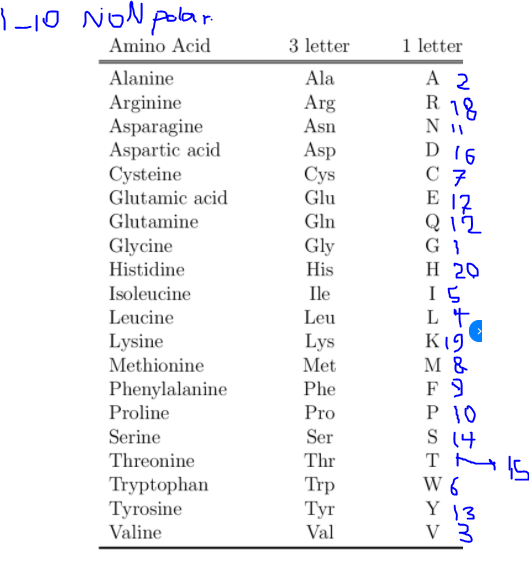 1-10 NON polar.
Amino Acid 3 letter 1 letter
Alanine Ala A 2
Arginine Arg R 18
Asparagine Asn N 11
Aspartic acid Asp D 16
Cysteine Cys C 7
Glutamic acid Glu E 17
Glutamine Gln Q 12
Glycine Gly G 1
Histidine His H 20
Isoleucine Ile I 5
Leucine Leu L 4
Lysine Lys K 19
Methionine Met M 8
Phenylalanine Phe F 9
Proline Pro P 10
Serine Ser S 14
Threonine Thr T 15
Tryptophan Trp W 6
Tyrosine Tyr Y 13
Valine Val V 3